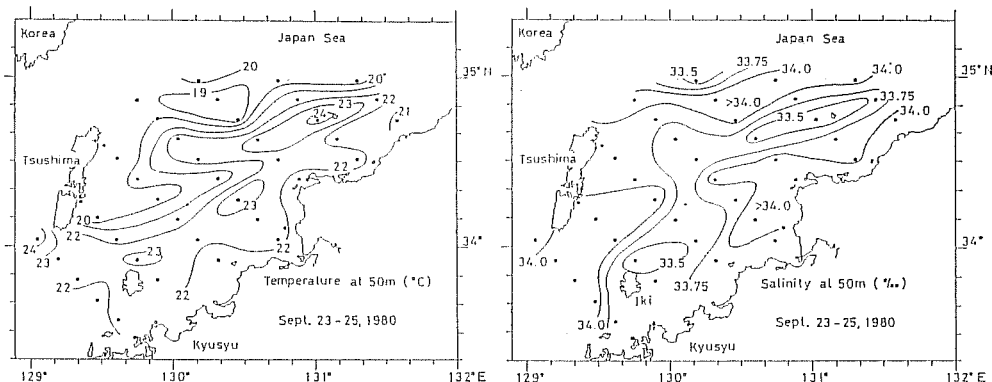 Korea
Japan Sea
20
20°
19
35°N
23
22
24
21
22
Tsushima
20
22
23
24
23
22
34°
23
22
22
22
Temperature at 50m (°C)
Sept. 23-25, 1980
Kyusyu
129°
130°
131°
132°E
Korea
Japan Sea
33.5
33.75
34.0
34.0
35°N
>34.0
33.75
33.5
34.0
Tsushima
>34.0
34°
34.0
33.5
33.75
Salinity at 50m (‰)
Iki
34.0
Sept. 23-25, 1980
Kyusyu
129°
130°
131°
132°E